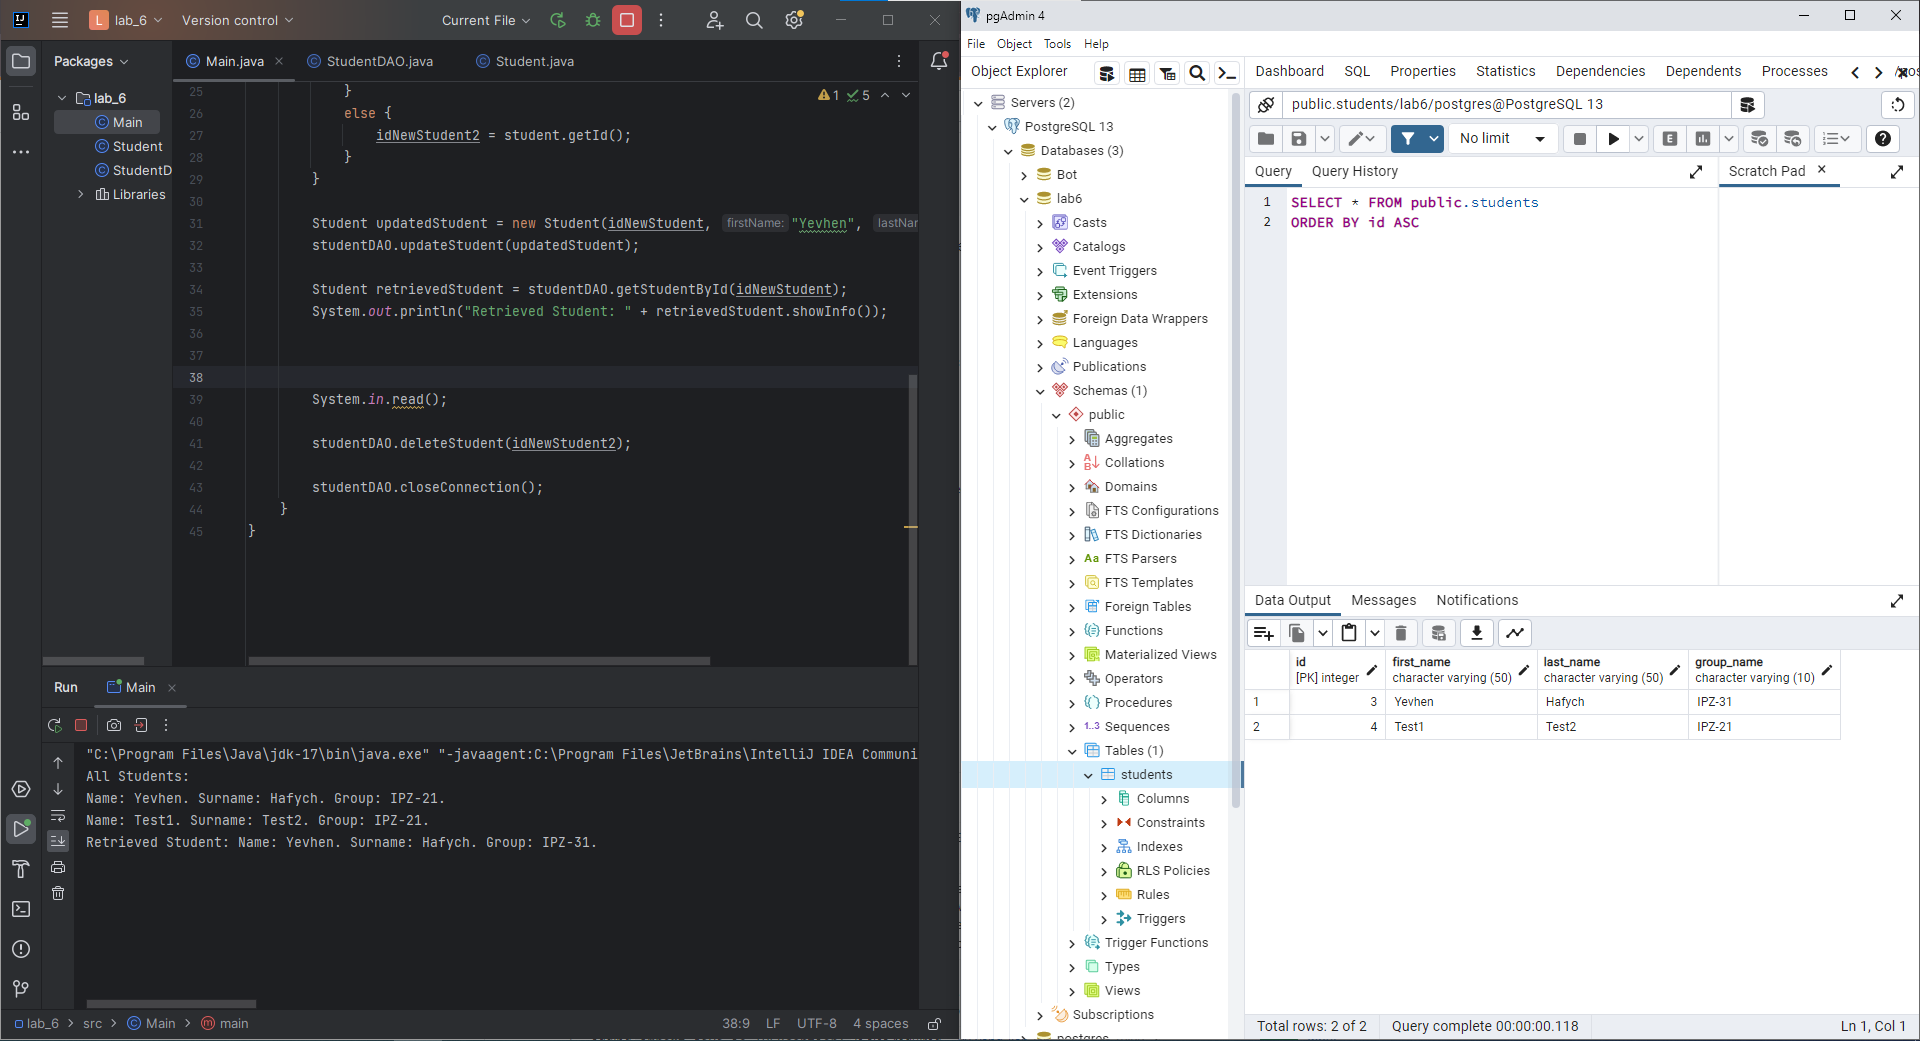 L lab_6 Version control Current File
Packages
Main.java StudentDAO.java Student.java
lab_6
Main
Student
StudentD
Libraries
1 5
25 }
26 else {
27 idNewStudent2 = student.getId();
28 }
29 }
30
31 Student updatedStudent = new Student(idNewStudent, firstName: "Yevhen", lastNar
32 studentDAO.updateStudent(updatedStudent);
33
34 Student retrievedStudent = studentDAO.getStudentById(idNewStudent);
35 System.out.println("Retrieved Student: " + retrievedStudent.showInfo());
36
37
38
39 System.in.read();
40
41 studentDAO.deleteStudent(idNewStudent2);
42
43 studentDAO.closeConnection();
44 }
45 }
Run Main
"C:\Program Files\Java\jdk-17\bin\java.exe" "-javaagent:C:\Program Files\JetBrains\IntelliJ IDEA Communi
All Students:
Name: Yevhen. Surname: Hafych. Group: IPZ-21.
Name: Test1. Surname: Test2. Group: IPZ-21.
Retrieved Student: Name: Yevhen. Surname: Hafych. Group: IPZ-31.
lab_6 > src > Main > main
38:9 LF UTF-8 4 spaces
pgAdmin 4
File Object Tools Help
Object Explorer
Servers (2)
PostgreSQL 13
Databases (3)
Bot
lab6
Casts
Catalogs
Event Triggers
Extensions
Foreign Data Wrappers
Languages
Publications
Schemas (1)
public
Aggregates
Collations
Domains
FTS Configurations
FTS Dictionaries
FTS Parsers
FTS Templates
Foreign Tables
Functions
Materialized Views
Operators
Procedures
1..3 Sequences
Tables (1)
students
Columns
Constraints
Indexes
RLS Policies
Rules
Triggers
Trigger Functions
Types
Views
Subscriptions
postgres
Dashboard SQL Properties Statistics Dependencies Dependents Processes
public.students/lab6/postgres@PostgreSQL 13
No limit
Query Query History
Scratch Pad
1 SELECT * FROM public.students
2 ORDER BY id ASC
Data Output Messages Notifications
id first_name last_name group_name
[PK] integer character varying (50) character varying (50) character varying (10)
1 3 Yevhen Hafych IPZ-31
2 4 Test1 Test2 IPZ-21
Total rows: 2 of 2 Query complete 00:00:00.118 Ln 1, Col 1